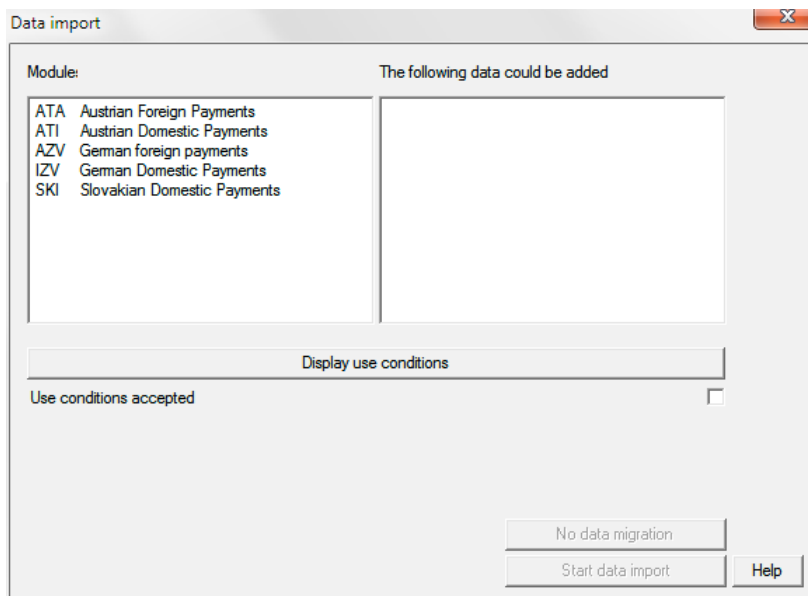 Data import
Module:
The following data could be added
ATA Austrian Foreign Payments
ATI Austrian Domestic Payments
AZV German foreign payments
IZV German Domestic Payments
SKI Slovakian Domestic Payments
Display use conditions
Use conditions accepted
No data migration
Start data import
Help